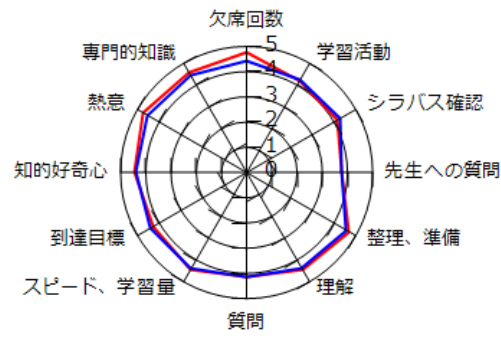 欠席回数
専門的知識
学習活動
熱意
シラバス確認
知的好奇心
先生への質問
到達目標
整理、準備
スピード、学習量
理解
質問
5
4
3
2
1
0